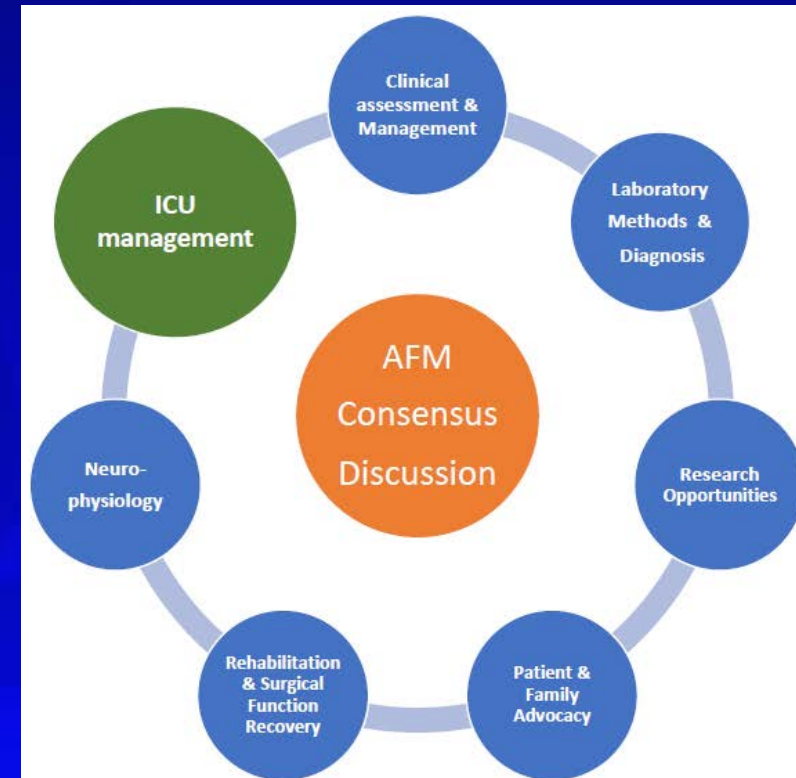 Clinical
assessment &
Management
ICU
management
Laboratory
Methods &
Diagnosis
AFM
Consensus
Discussion
Neuro-
physiology
Research
Opportunities
Rehabilitation
& Surgical
Function
Recovery
Patient &
Family
Advocacy